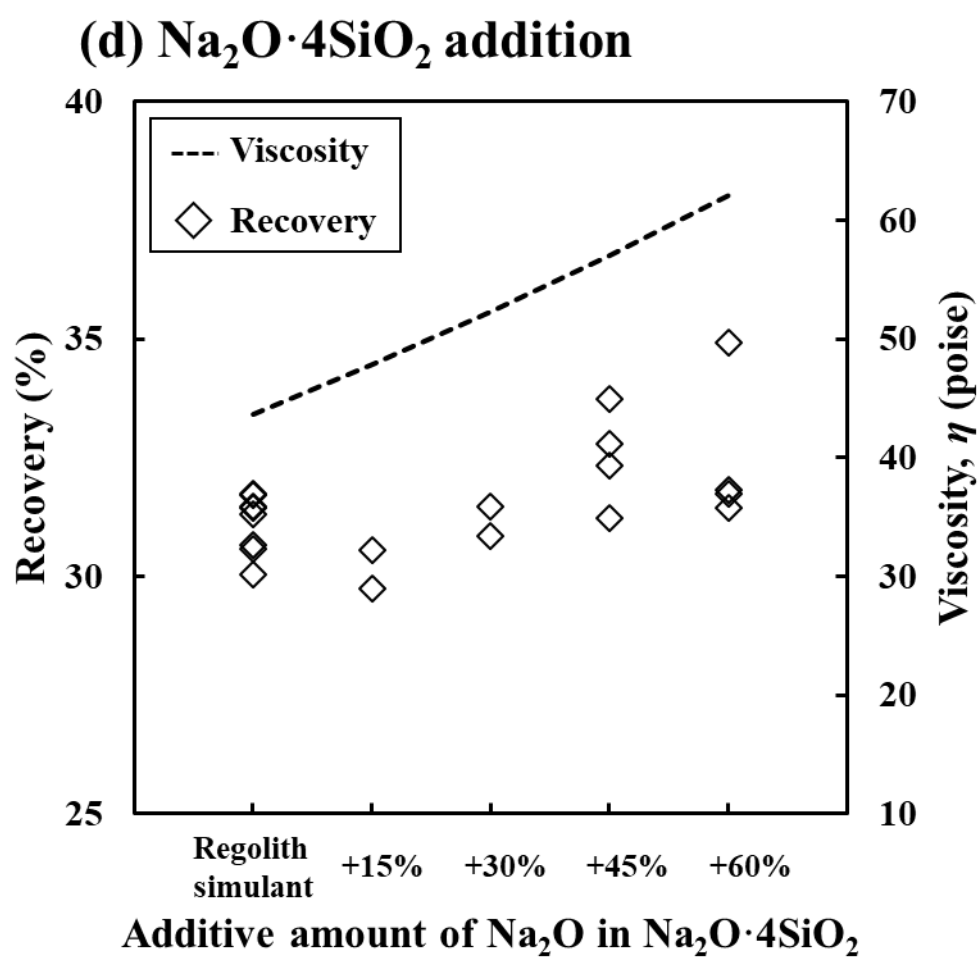 (d) Na₂O·4SiO₂ addition
40
35
30
25
Recovery (%)
Viscosity
Recovery
70
60
50
40
30
20
10
Viscosity, η (poise)
Regolith
simulant
+15%
+30%
+45%
+60%
Additive amount of Na₂O in Na₂O·4SiO₂